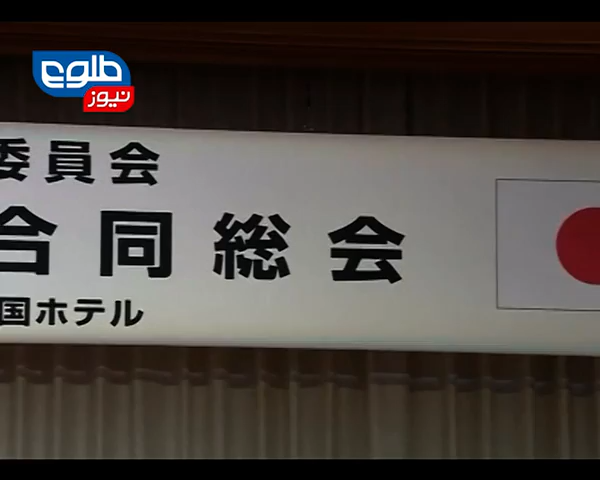 طلوع
نیوز
委員会
合同総会
国ホテル